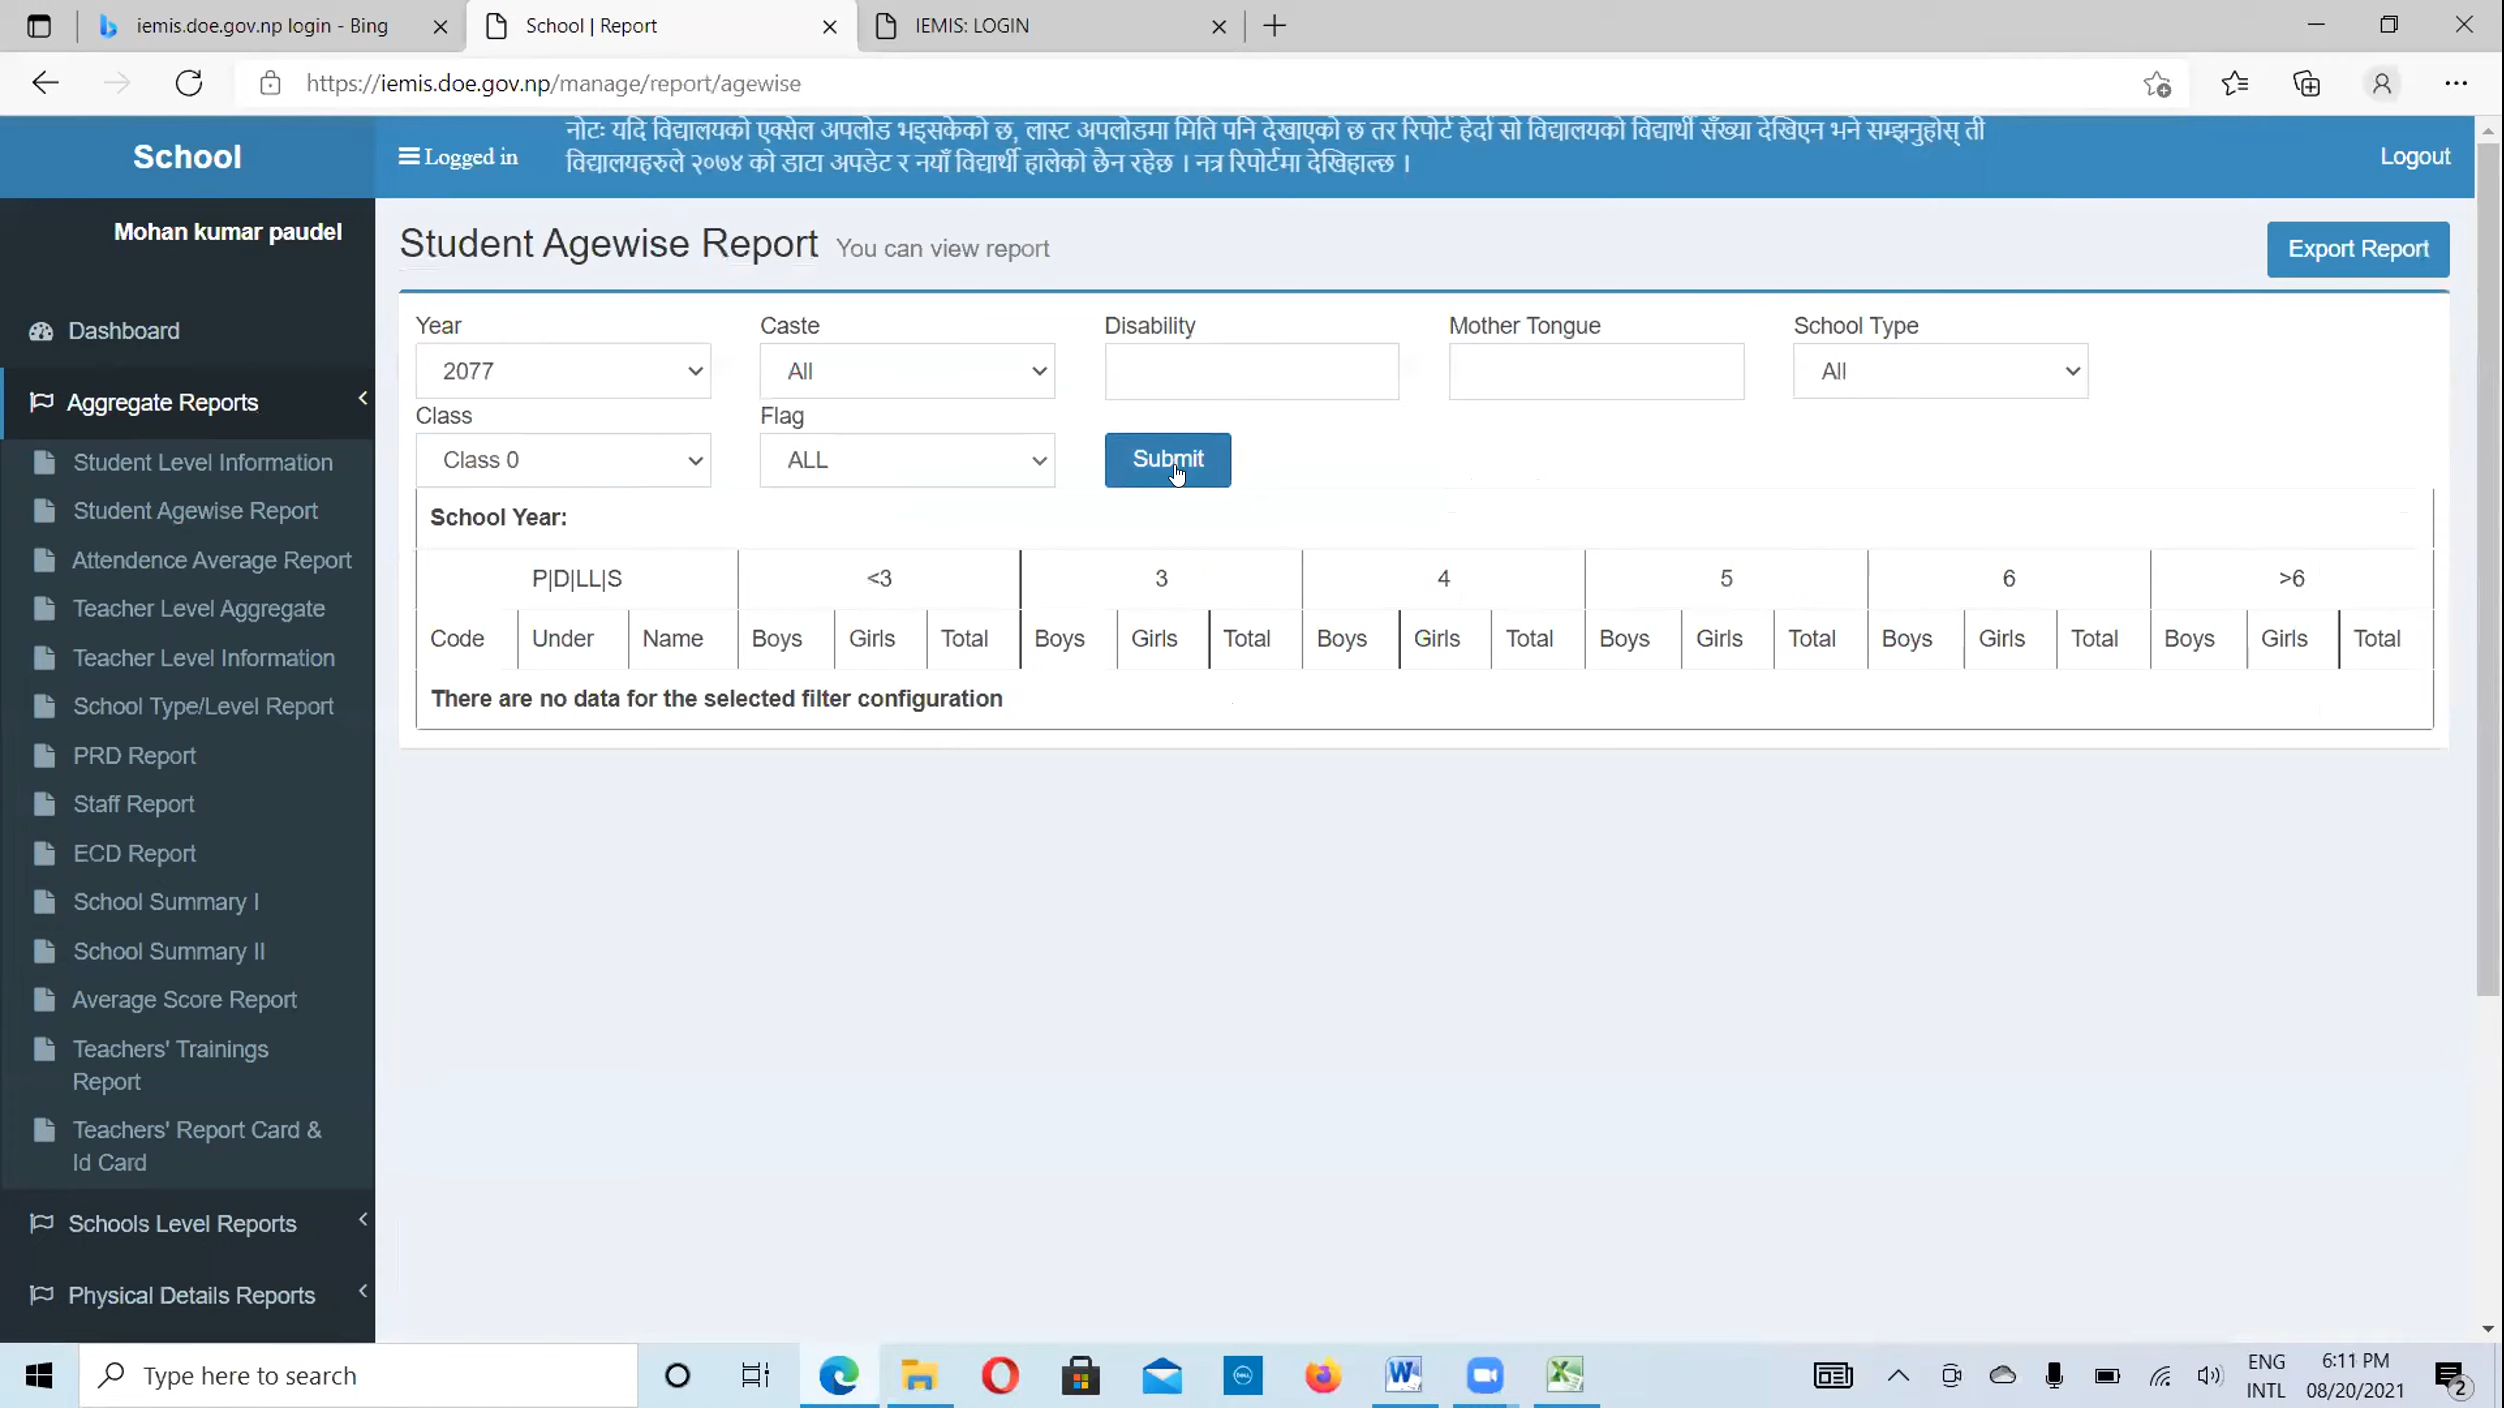 iemis.doe.gov.np login - Bing
School | Report
IEMIS: LOGIN
https://iemis.doe.gov.np/manage/report/agewise
School
Logged in
नोटः यदि विद्यालयको एक्सेल अपलोड भइसकेको छ, लास्ट अपलोडमा मिति पनि देखाएको छ तर रिपोर्ट हेर्दा सो विद्यालयको विद्यार्थी सँख्या देखिएन भने सम्झनुहोस् ती
विद्यालयहरुले २०७४ को डाटा अपडेट र नयाँ विद्यार्थी हालेको छैन रहेछ । नत्र रिपोर्टमा देखिहाल्छ ।
Logout
Mohan kumar paudel
Student Agewise Report You can view report
Export Report
Dashboard
Aggregate Reports
Student Level Information
Student Agewise Report
Attendence Average Report
Teacher Level Aggregate
Teacher Level Information
School Type/Level Report
PRD Report
Staff Report
ECD Report
School Summary I
School Summary II
Average Score Report
Teachers' Trainings
Report
Teachers' Report Card &
Id Card
Schools Level Reports
Physical Details Reports
Year Caste Disability Mother Tongue School Type
2077 All All
Class Flag
Class 0 ALL Submit
School Year:
P|D|LL|S <3 3 4 5 6 >6
Code Under Name Boys Girls Total Boys Girls Total Boys Girls Total Boys Girls Total Boys Girls Total Boys Girls Total
There are no data for the selected filter configuration
Type here to search
DELL
ENG
INTL
6:11 PM
08/20/2021
2